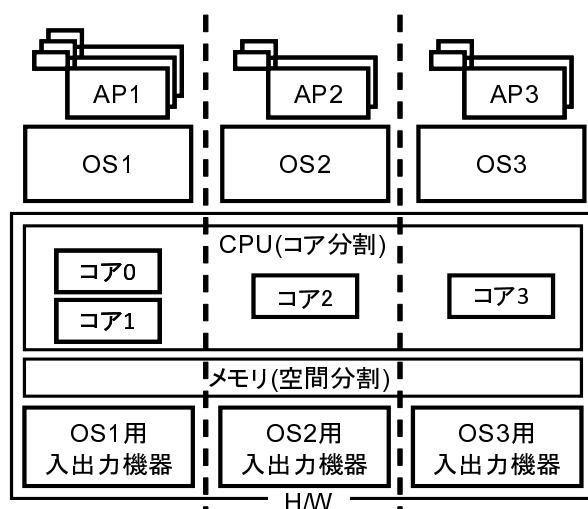 AP1
AP2
AP3
OS1
OS2
OS3
CPU(コア分割)
コア0
コア1
コア2
コア3
メモリ(空間分割)
OS1用
入出力機器
OS2用
入出力機器
OS3用
入出力機器
H/W